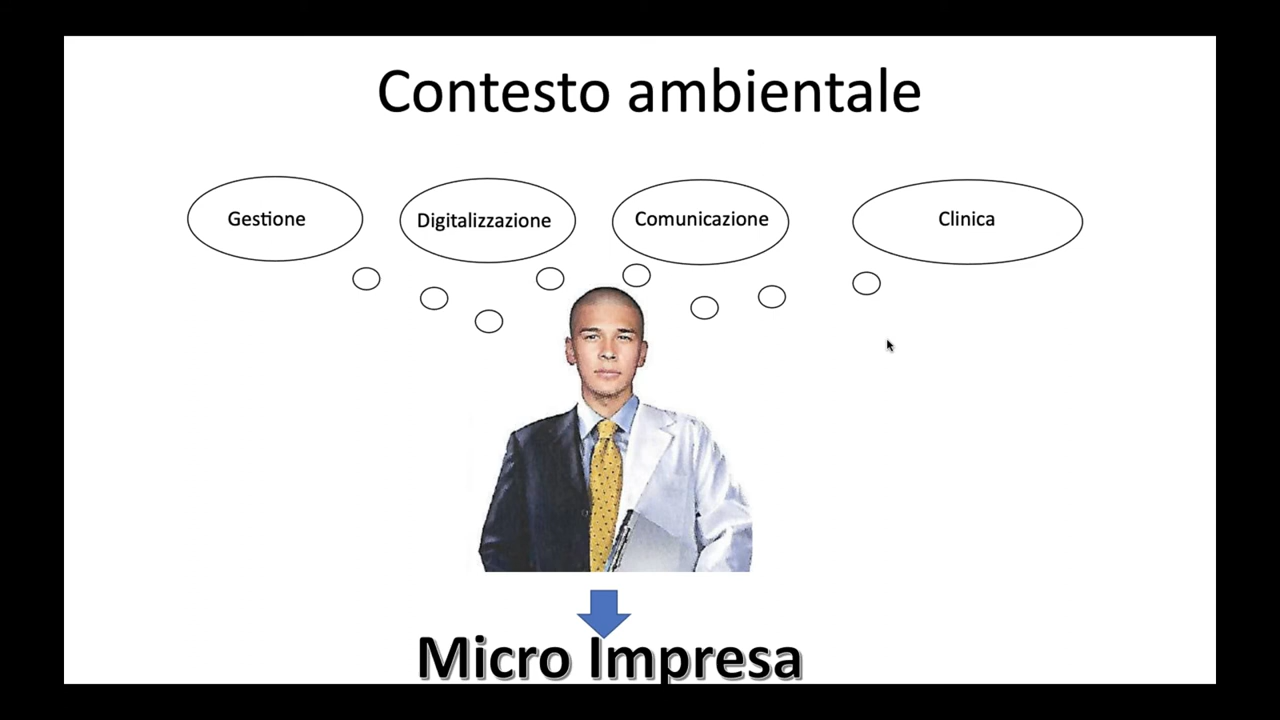 Contesto ambientale
Gestione
Digitalizzazione
Comunicazione
Clinica
Micro Impresa